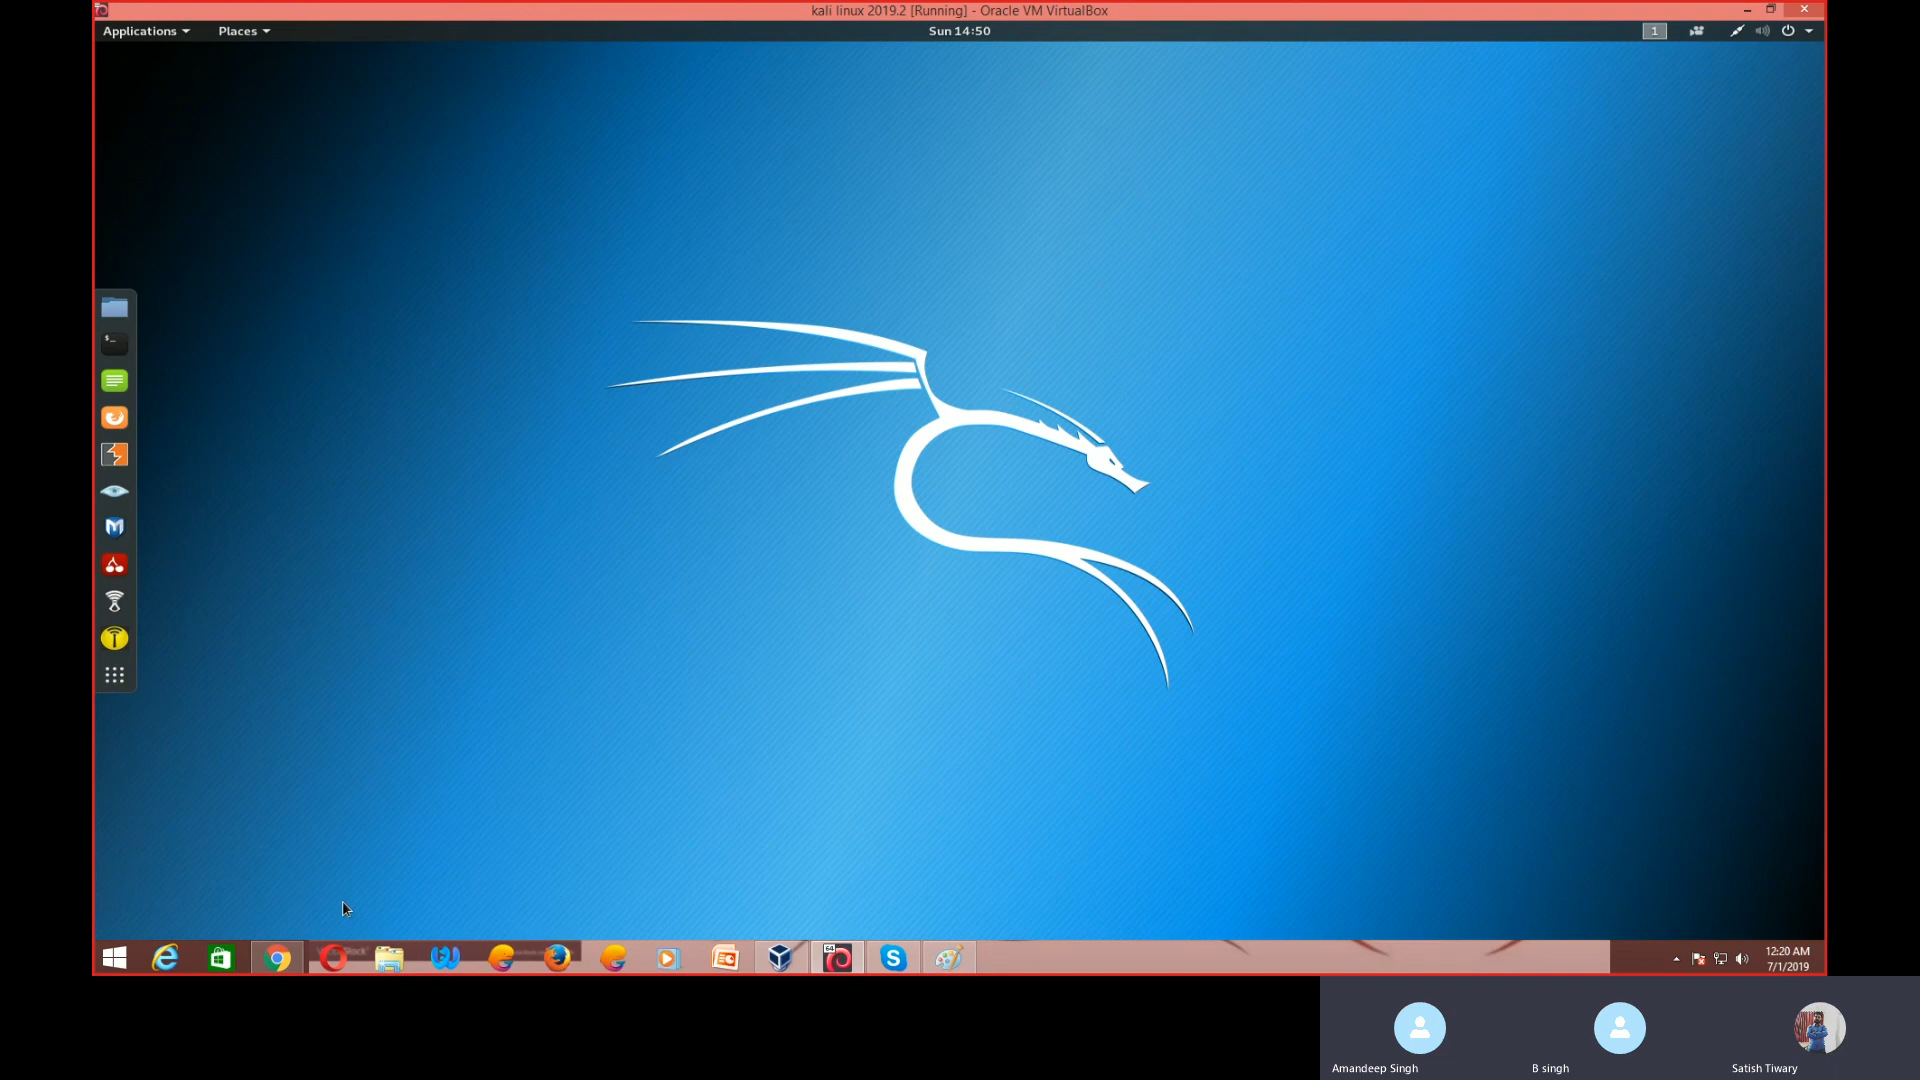 kali linux 2019.2 [Running] - Oracle VM VirtualBox
Applications Places Sun 14:50 1
$_
64
12:20 AM
7/1/2019
Amandeep Singh B singh Satish Tiwary